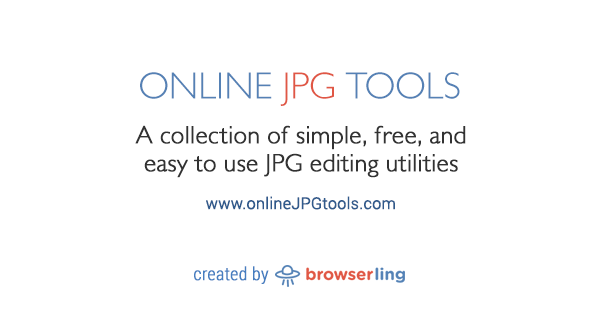 ONLINE JPG TOOLS
A collection of simple, free, and
easy to use JPG editing utilities
www.onlineJPGtools.com
created by browserling